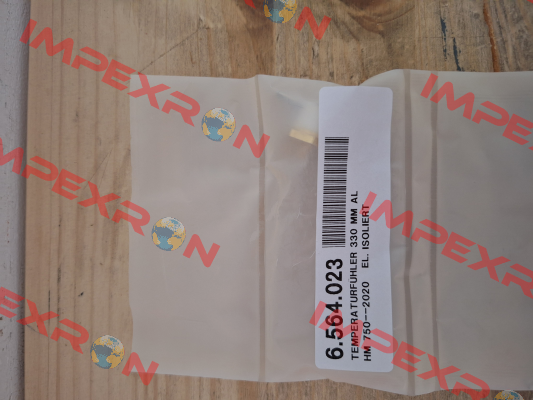 6.564.023
TEMPERATURFÜHLER 330 MM AL
HM 750--2020 EL. ISOLIERT
IMPEXRON
IMPEXRON
IMPEXRON
IMPEXRON
IMPEXRON
IMPEXRON